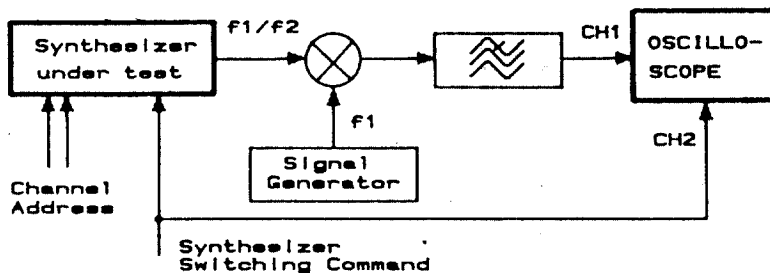 Synthesizer
under test
f1/f2
CH1
OSCILLO-
SCOPE
f1
CH2
Signal
Generator
Channel
Address
Synthesizer
Switching Command